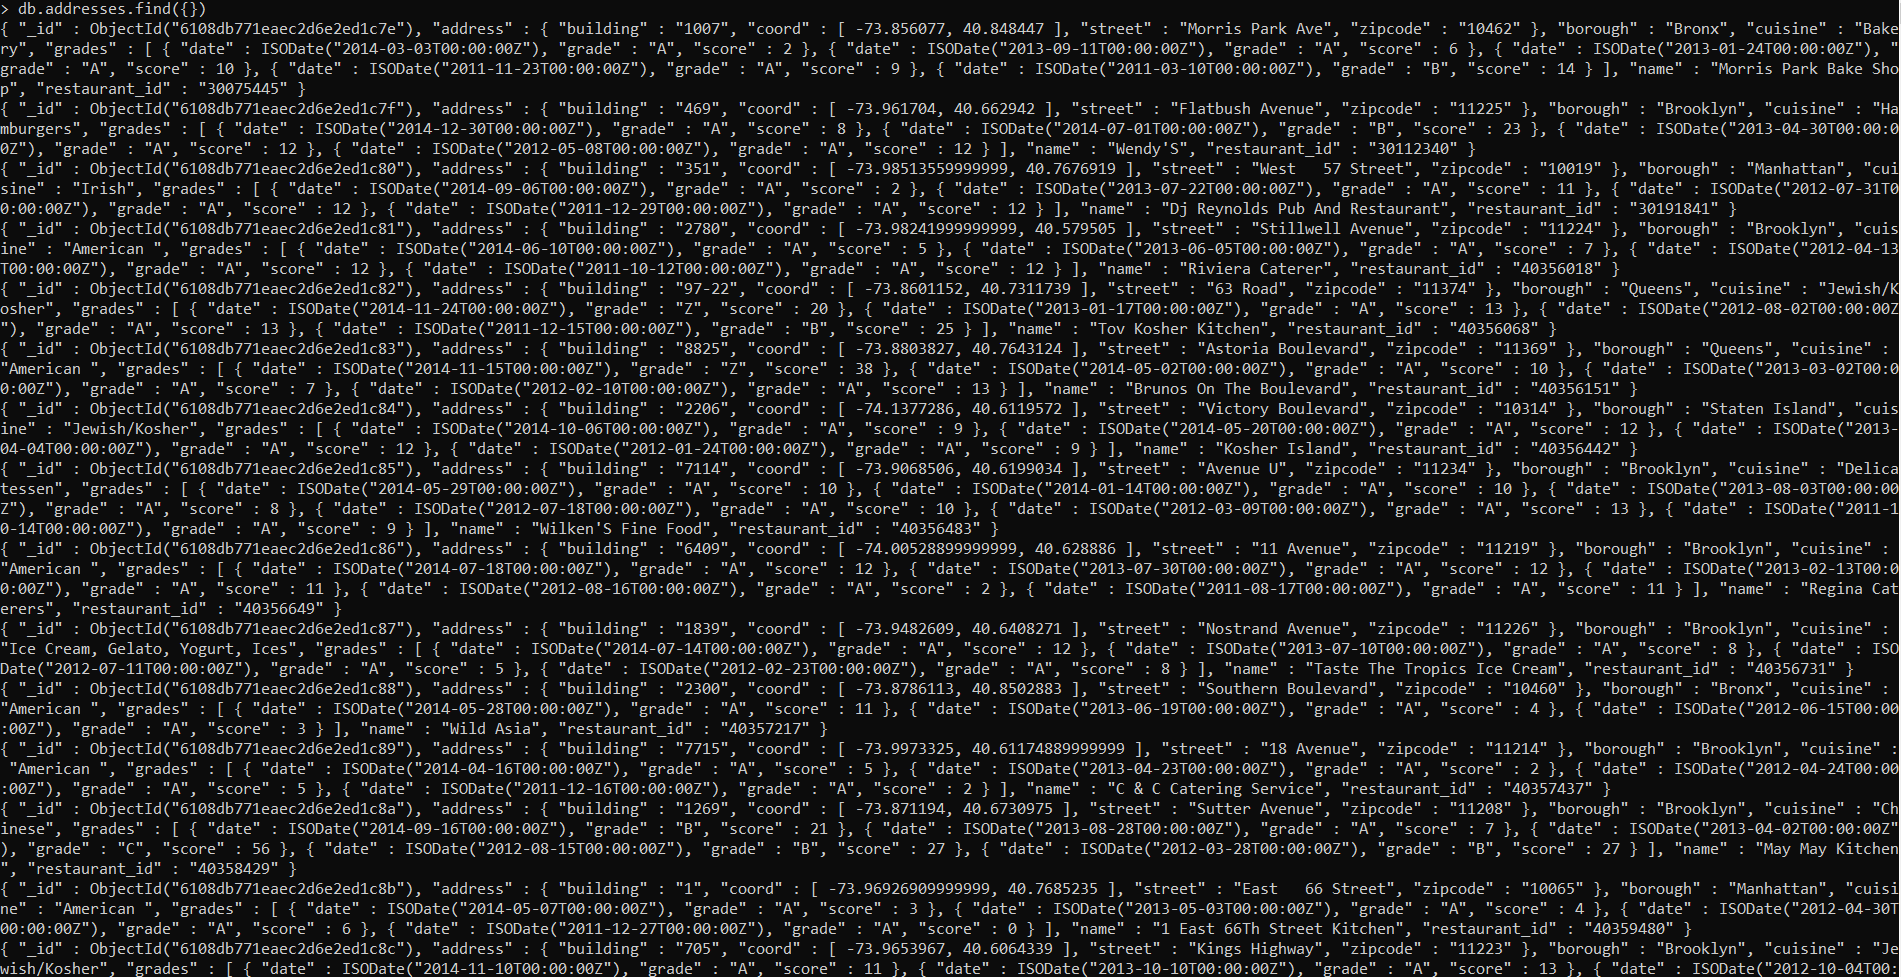 > db.addresses.find({})
{ "_id" : ObjectId("6108db771eaec2d6e2ed1c7e"), "address" : { "building" : "1007", "coord" : [ -73.856077, 40.848447 ], "street" : "Morris Park Ave", "zipcode" : "10462" }, "borough" : "Bronx", "cuisine" : "Bake
ry", "grades" : [ { "date" : ISODate("2014-03-03T00:00:00Z"), "grade" : "A", "score" : 2 }, { "date" : ISODate("2013-09-11T00:00:00Z"), "grade" : "A", "score" : 6 }, { "date" : ISODate("2013-01-24T00:00:00Z"), "
grade" : "A", "score" : 10 }, { "date" : ISODate("2011-11-23T00:00:00Z"), "grade" : "A", "score" : 9 }, { "date" : ISODate("2011-03-10T00:00:00Z"), "grade" : "B", "score" : 14 } ], "name" : "Morris Park Bake Sho
p", "restaurant_id" : "30075445" }
{ "_id" : ObjectId("6108db771eaec2d6e2ed1c7f"), "address" : { "building" : "469", "coord" : [ -73.961704, 40.662942 ], "street" : "Flatbush Avenue", "zipcode" : "11225" }, "borough" : "Brooklyn", "cuisine" : "Ha
mburgers", "grades" : [ { "date" : ISODate("2014-12-30T00:00:00Z"), "grade" : "A", "score" : 8 }, { "date" : ISODate("2014-07-01T00:00:00Z"), "grade" : "B", "score" : 23 }, { "date" : ISODate("2013-04-30T00:00:0
0Z"), "grade" : "A", "score" : 12 }, { "date" : ISODate("2012-05-08T00:00:00Z"), "grade" : "A", "score" : 12 } ], "name" : "Wendy'S", "restaurant_id" : "30112340" }
{ "_id" : ObjectId("6108db771eaec2d6e2ed1c80"), "address" : { "building" : "351", "coord" : [ -73.98513559999999, 40.7676919 ], "street" : "West   57 Street", "zipcode" : "10019" }, "borough" : "Manhattan", "cui
sine" : "Irish", "grades" : [ { "date" : ISODate("2014-09-06T00:00:00Z"), "grade" : "A", "score" : 2 }, { "date" : ISODate("2013-07-22T00:00:00Z"), "grade" : "A", "score" : 11 }, { "date" : ISODate("2012-07-31T0
0:00:00Z"), "grade" : "A", "score" : 12 }, { "date" : ISODate("2011-12-29T00:00:00Z"), "grade" : "A", "score" : 12 } ], "name" : "Dj Reynolds Pub And Restaurant", "restaurant_id" : "30191841" }
{ "_id" : ObjectId("6108db771eaec2d6e2ed1c81"), "address" : { "building" : "2780", "coord" : [ -73.98241999999999, 40.579505 ], "street" : "Stillwell Avenue", "zipcode" : "11224" }, "borough" : "Brooklyn", "cuis
ine" : "American ", "grades" : [ { "date" : ISODate("2014-06-10T00:00:00Z"), "grade" : "A", "score" : 5 }, { "date" : ISODate("2013-06-05T00:00:00Z"), "grade" : "A", "score" : 7 }, { "date" : ISODate("2012-04-13
T00:00:00Z"), "grade" : "A", "score" : 12 }, { "date" : ISODate("2011-10-12T00:00:00Z"), "grade" : "A", "score" : 12 } ], "name" : "Riviera Caterer", "restaurant_id" : "40356018" }
{ "_id" : ObjectId("6108db771eaec2d6e2ed1c82"), "address" : { "building" : "97-22", "coord" : [ -73.8601152, 40.7311739 ], "street" : "63 Road", "zipcode" : "11374" }, "borough" : "Queens", "cuisine" : "Jewish/K
osher", "grades" : [ { "date" : ISODate("2014-11-24T00:00:00Z"), "grade" : "Z", "score" : 20 }, { "date" : ISODate("2013-01-17T00:00:00Z"), "grade" : "A", "score" : 13 }, { "date" : ISODate("2012-08-02T00:00:00Z
"), "grade" : "A", "score" : 13 }, { "date" : ISODate("2011-12-15T00:00:00Z"), "grade" : "B", "score" : 25 } ], "name" : "Tov Kosher Kitchen", "restaurant_id" : "40356068" }
{ "_id" : ObjectId("6108db771eaec2d6e2ed1c83"), "address" : { "building" : "8825", "coord" : [ -73.8803827, 40.7643124 ], "street" : "Astoria Boulevard", "zipcode" : "11369" }, "borough" : "Queens", "cuisine" :
"American ", "grades" : [ { "date" : ISODate("2014-11-15T00:00:00Z"), "grade" : "Z", "score" : 38 }, { "date" : ISODate("2014-05-02T00:00:00Z"), "grade" : "A", "score" : 10 }, { "date" : ISODate("2013-03-02T00:0
0:00Z"), "grade" : "A", "score" : 7 }, { "date" : ISODate("2012-02-10T00:00:00Z"), "grade" : "A", "score" : 13 } ], "name" : "Brunos On The Boulevard", "restaurant_id" : "40356151" }
{ "_id" : ObjectId("6108db771eaec2d6e2ed1c84"), "address" : { "building" : "2206", "coord" : [ -74.1377286, 40.6119572 ], "street" : "Victory Boulevard", "zipcode" : "10314" }, "borough" : "Staten Island", "cuis
ine" : "Jewish/Kosher", "grades" : [ { "date" : ISODate("2014-10-06T00:00:00Z"), "grade" : "A", "score" : 9 }, { "date" : ISODate("2014-05-20T00:00:00Z"), "grade" : "A", "score" : 12 }, { "date" : ISODate("2013-
04-04T00:00:00Z"), "grade" : "A", "score" : 12 }, { "date" : ISODate("2012-01-24T00:00:00Z"), "grade" : "A", "score" : 9 } ], "name" : "Kosher Island", "restaurant_id" : "40356442" }
{ "_id" : ObjectId("6108db771eaec2d6e2ed1c85"), "address" : { "building" : "7114", "coord" : [ -73.9068506, 40.6199034 ], "street" : "Avenue U", "zipcode" : "11234" }, "borough" : "Brooklyn", "cuisine" : "Delica
tessen", "grades" : [ { "date" : ISODate("2014-05-29T00:00:00Z"), "grade" : "A", "score" : 10 }, { "date" : ISODate("2014-01-14T00:00:00Z"), "grade" : "A", "score" : 10 }, { "date" : ISODate("2013-08-03T00:00:00
Z"), "grade" : "A", "score" : 8 }, { "date" : ISODate("2012-07-18T00:00:00Z"), "grade" : "A", "score" : 10 }, { "date" : ISODate("2012-03-09T00:00:00Z"), "grade" : "A", "score" : 13 }, { "date" : ISODate("2011-1
0-14T00:00:00Z"), "grade" : "A", "score" : 9 } ], "name" : "Wilken'S Fine Food", "restaurant_id" : "40356483" }
{ "_id" : ObjectId("6108db771eaec2d6e2ed1c86"), "address" : { "building" : "6409", "coord" : [ -74.00528899999999, 40.628886 ], "street" : "11 Avenue", "zipcode" : "11219" }, "borough" : "Brooklyn", "cuisine" :
"American ", "grades" : [ { "date" : ISODate("2014-07-18T00:00:00Z"), "grade" : "A", "score" : 12 }, { "date" : ISODate("2013-07-30T00:00:00Z"), "grade" : "A", "score" : 12 }, { "date" : ISODate("2013-02-13T00:0
0:00Z"), "grade" : "A", "score" : 11 }, { "date" : ISODate("2012-08-16T00:00:00Z"), "grade" : "A", "score" : 2 }, { "date" : ISODate("2011-08-17T00:00:00Z"), "grade" : "A", "score" : 11 } ], "name" : "Regina Cat
erers", "restaurant_id" : "40356649" }
{ "_id" : ObjectId("6108db771eaec2d6e2ed1c87"), "address" : { "building" : "1839", "coord" : [ -73.9482609, 40.6408271 ], "street" : "Nostrand Avenue", "zipcode" : "11226" }, "borough" : "Brooklyn", "cuisine" :
"Ice Cream, Gelato, Yogurt, Ices", "grades" : [ { "date" : ISODate("2014-07-14T00:00:00Z"), "grade" : "A", "score" : 12 }, { "date" : ISODate("2013-07-10T00:00:00Z"), "grade" : "A", "score" : 8 }, { "date" : ISO
Date("2012-07-11T00:00:00Z"), "grade" : "A", "score" : 5 }, { "date" : ISODate("2012-02-23T00:00:00Z"), "grade" : "A", "score" : 8 } ], "name" : "Taste The Tropics Ice Cream", "restaurant_id" : "40356731" }
{ "_id" : ObjectId("6108db771eaec2d6e2ed1c88"), "address" : { "building" : "2300", "coord" : [ -73.8786113, 40.8502883 ], "street" : "Southern Boulevard", "zipcode" : "10460" }, "borough" : "Bronx", "cuisine" :
"American ", "grades" : [ { "date" : ISODate("2014-05-28T00:00:00Z"), "grade" : "A", "score" : 11 }, { "date" : ISODate("2013-06-19T00:00:00Z"), "grade" : "A", "score" : 4 }, { "date" : ISODate("2012-06-15T00:00
:00Z"), "grade" : "A", "score" : 3 } ], "name" : "Wild Asia", "restaurant_id" : "40357217" }
{ "_id" : ObjectId("6108db771eaec2d6e2ed1c89"), "address" : { "building" : "7715", "coord" : [ -73.9973325, 40.61174889999999 ], "street" : "18 Avenue", "zipcode" : "11214" }, "borough" : "Brooklyn", "cuisine" :
 "American ", "grades" : [ { "date" : ISODate("2014-04-16T00:00:00Z"), "grade" : "A", "score" : 5 }, { "date" : ISODate("2013-04-23T00:00:00Z"), "grade" : "A", "score" : 2 }, { "date" : ISODate("2012-04-24T00:00
:00Z"), "grade" : "A", "score" : 5 }, { "date" : ISODate("2011-12-16T00:00:00Z"), "grade" : "A", "score" : 2 } ], "name" : "C & C Catering Service", "restaurant_id" : "40357437" }
{ "_id" : ObjectId("6108db771eaec2d6e2ed1c8a"), "address" : { "building" : "1269", "coord" : [ -73.871194, 40.6730975 ], "street" : "Sutter Avenue", "zipcode" : "11208" }, "borough" : "Brooklyn", "cuisine" : "Ch
inese", "grades" : [ { "date" : ISODate("2014-09-16T00:00:00Z"), "grade" : "B", "score" : 21 }, { "date" : ISODate("2013-08-28T00:00:00Z"), "grade" : "A", "score" : 7 }, { "date" : ISODate("2013-04-02T00:00:00Z"
), "grade" : "C", "score" : 56 }, { "date" : ISODate("2012-08-15T00:00:00Z"), "grade" : "B", "score" : 27 }, { "date" : ISODate("2012-03-28T00:00:00Z"), "grade" : "B", "score" : 27 } ], "name" : "May May Kitchen
", "restaurant_id" : "40358429" }
{ "_id" : ObjectId("6108db771eaec2d6e2ed1c8b"), "address" : { "building" : "1", "coord" : [ -73.96926909999999, 40.7685235 ], "street" : "East   66 Street", "zipcode" : "10065" }, "borough" : "Manhattan", "cuisi
ne" : "American ", "grades" : [ { "date" : ISODate("2014-05-07T00:00:00Z"), "grade" : "A", "score" : 3 }, { "date" : ISODate("2013-05-03T00:00:00Z"), "grade" : "A", "score" : 4 }, { "date" : ISODate("2012-04-30T
00:00:00Z"), "grade" : "A", "score" : 6 }, { "date" : ISODate("2011-12-27T00:00:00Z"), "grade" : "A", "score" : 0 } ], "name" : "1 East 66Th Street Kitchen", "restaurant_id" : "40359480" }
{ "_id" : ObjectId("6108db771eaec2d6e2ed1c8c"), "address" : { "building" : "705", "coord" : [ -73.9653967, 40.6064339 ], "street" : "Kings Highway", "zipcode" : "11223" }, "borough" : "Brooklyn", "cuisine" : "Je
wish/Kosher", "grades" : [ { "date" : ISODate("2014-11-10T00:00:00Z"), "grade" : "A", "score" : 11 }, { "date" : ISODate("2013-10-10T00:00:00Z"), "grade" : "A", "score" : 13 }, { "date" : ISODate("2012-10-04T00: